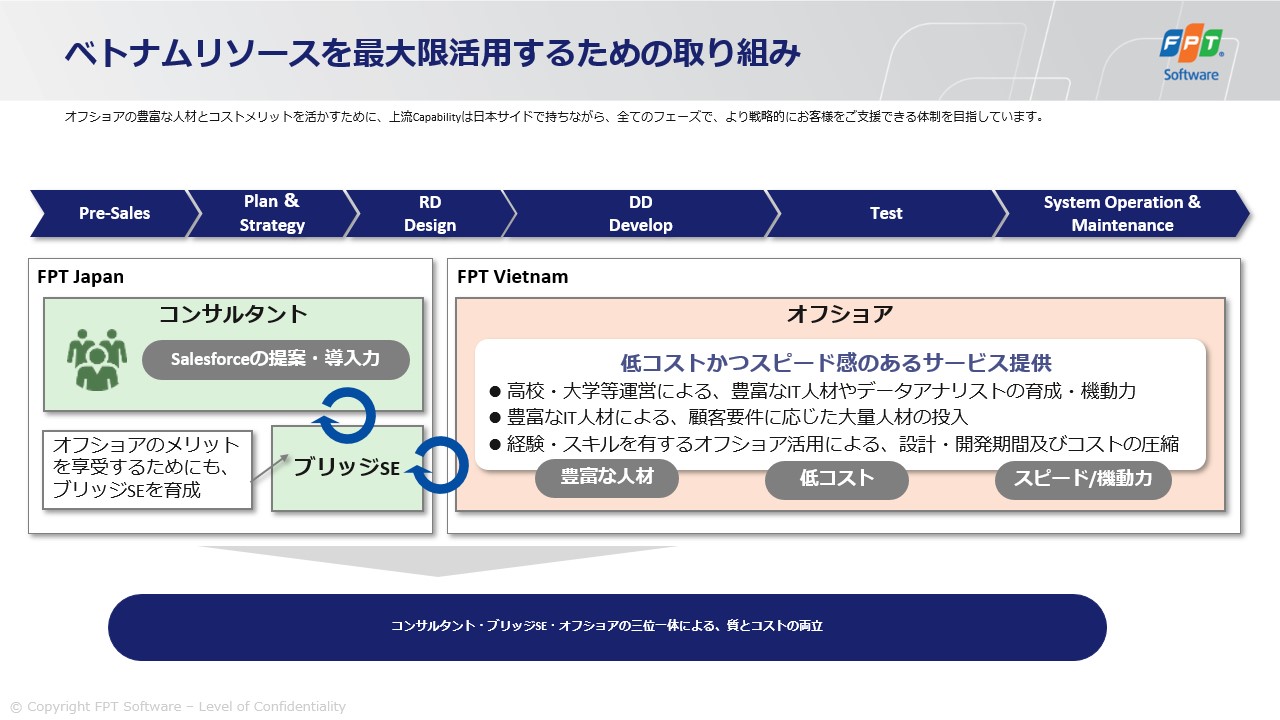 ベトナムリソースを最大限活用するための取り組み
FPT
Software
オフショアの豊富な人材とコストメリットを活かすために、上流Capabilityは日本サイドで持ちながら、全てのフェーズで、より戦略的にお客様をご支援できる体制を目指しています。
Pre-Sales
Plan &
Strategy
RD
Design
DD
Develop
Test
System Operation &
Maintenance
FPT Japan
コンサルタント
Salesforceの提案・導入力
オフショアのメリット
を享受するためにも、
ブリッジSEを育成
ブリッジSE
FPT Vietnam
オフショア
低コストかつスピード感のあるサービス提供
● 高校・大学等運営による、豊富なIT人材やデータアナリストの育成・機動力
● 豊富なIT人材による、顧客要件に応じた大量人材の投入
● 経験・スキルを有するオフショア活用による、設計・開発期間及びコストの圧縮
豊富な人材
低コスト
スピード/機動力
コンサルタント・ブリッジSE・オフショアの三位一体による、質とコストの両立
© Copyright FPT Software – Level of Confidentiality